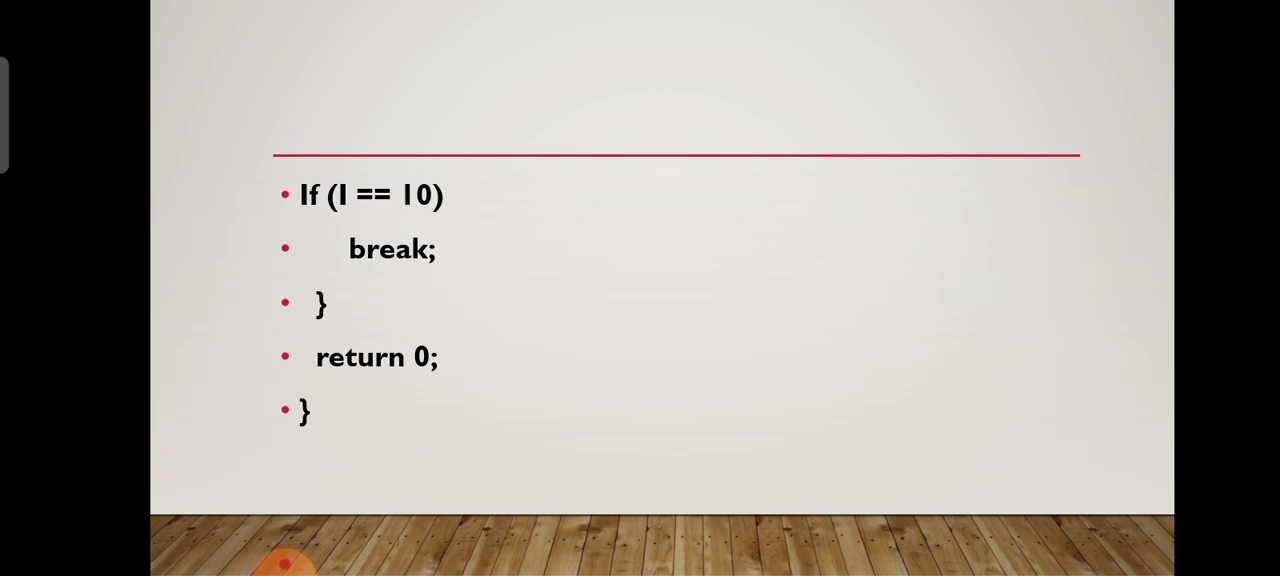 • If (I == 10)
• break;
• }
• return 0;
• }